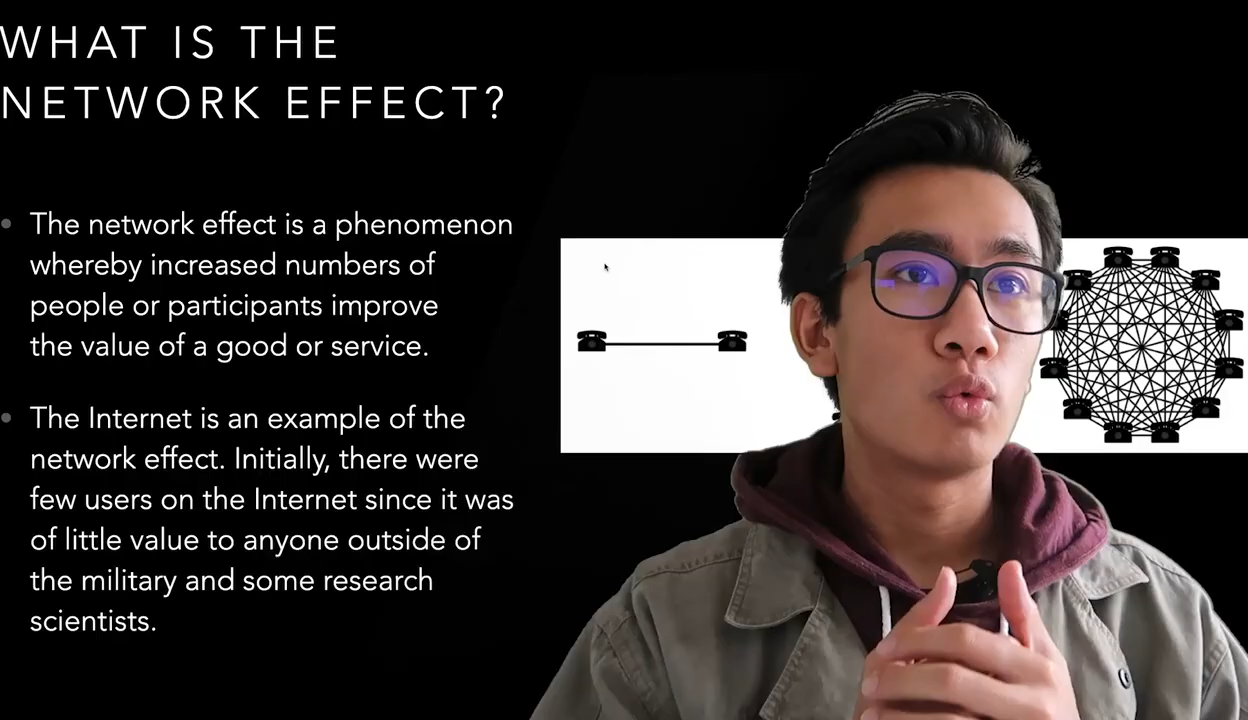 WHAT IS THE
NETWORK EFFECT?
The network effect is a phenomenon
whereby increased numbers of
people or participants improve
the value of a good or service.
The Internet is an example of the
network effect. Initially, there were
few users on the Internet since it was
of little value to anyone outside of
the military and some research
scientists.